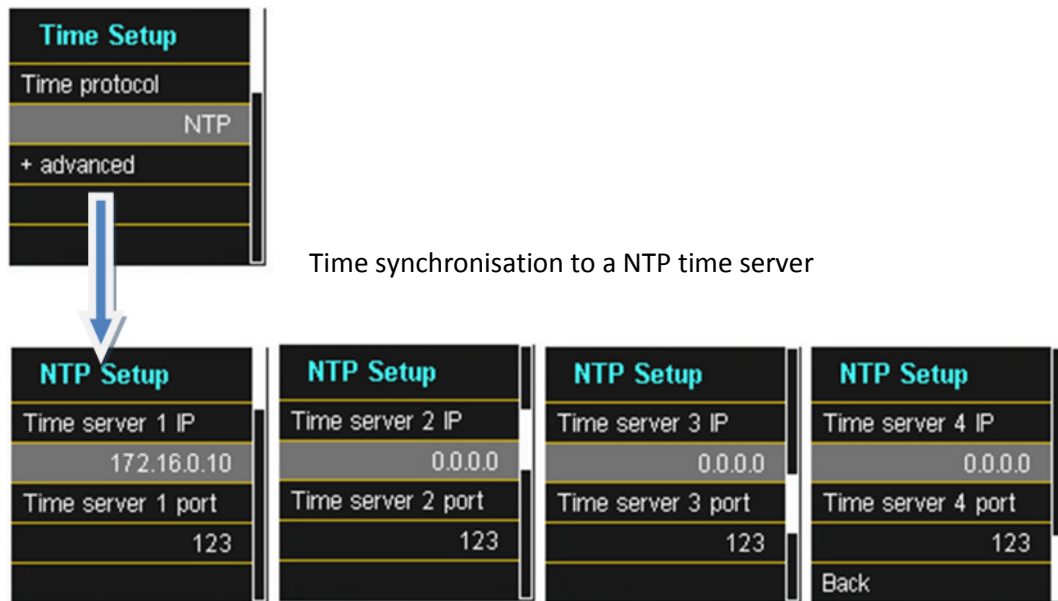 Time Setup
Time protocol
NTP
+ advanced
Time synchronisation to a NTP time server
NTP Setup
Time server 1 IP
172.16.0.10
Time server 1 port
123
NTP Setup
Time server 2 IP
0.0.0.0
Time server 2 port
123
NTP Setup
Time server 3 IP
0.0.0.0
Time server 3 port
123
NTP Setup
Time server 4 IP
0.0.0.0
Time server 4 port
123
Back